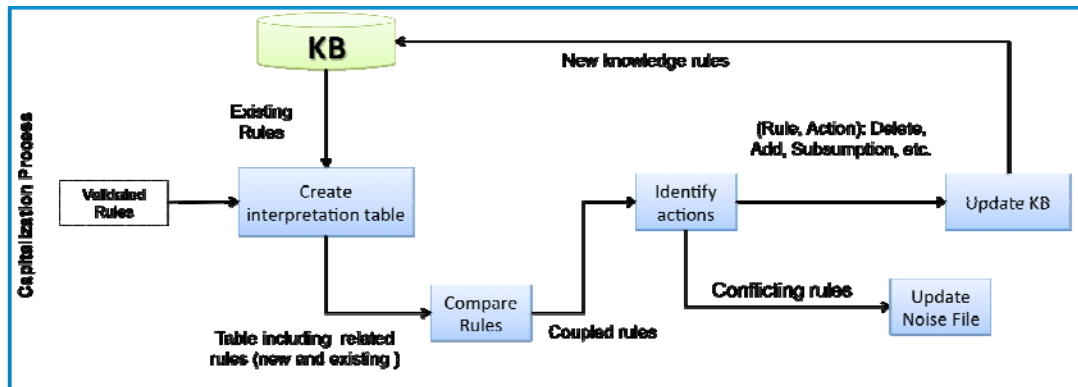 Capitalization Process
KB
New knowledge rules
Existing
Rules
(Rule, Action): Delete,
Add, Subsumption, etc.
Validated
Rules
Create
interpretation table
Identify
actions
Update KB
Compare
Rules
Conflicting rules
Update
Noise File
Table including related
rules (new and existing )
Coupled rules